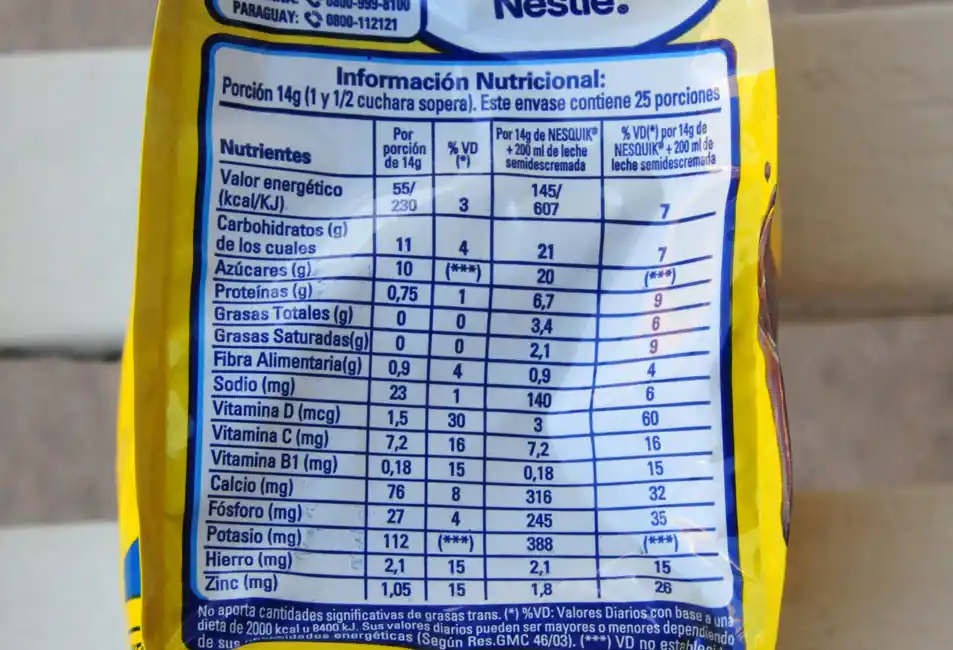 0800-999-8100
PARAGUAY: 0800-112121
Nestlé®
Información Nutricional:
Porción 14g (1 y 1/2 cuchara sopera). Este envase contiene 25 porciones
Nutrientes | Por porción de 14g | % VD (*) | Por 14g de NESQUIK® + 200 ml de leche semidescremada | % VD(*) por 14g de NESQUIK® + 200 ml de leche semidescremada
Valor energético (kcal/KJ) | 55/ 230 | 3 | 145/ 607 | 7
Carbohidratos (g) de los cuales | 11 | 4 | 21 | 7
Azúcares (g) | 10 | (***) | 20 | (***)
Proteínas (g) | 0,75 | 1 | 6,7 | 9
Grasas Totales (g) | 0 | 0 | 3,4 | 6
Grasas Saturadas(g) | 0 | 0 | 2,1 | 9
Fibra Alimentaria(g) | 0,9 | 4 | 0,9 | 4
Sodio (mg) | 23 | 1 | 140 | 6
Vitamina D (mcg) | 1,5 | 30 | 3 | 60
Vitamina C (mg) | 7,2 | 16 | 7,2 | 16
Vitamina B1 (mg) | 0,18 | 15 | 0,18 | 15
Calcio (mg) | 76 | 8 | 316 | 32
Fósforo (mg) | 27 | 4 | 245 | 35
Potasio (mg) | 112 | (***) | 388 | (***)
Hierro (mg) | 2,1 | 15 | 2,1 | 15
Zinc (mg) | 1,05 | 15 | 1,8 | 26
No aporta cantidades significativas de grasas trans. (*) %VD: Valores Diarios con base a una
dieta de 2000 kcal u 8400 kJ. Sus valores diarios pueden ser mayores o menores dependiendo
de sus energéticas (Según Res.GMC 46/03). (***) VD no